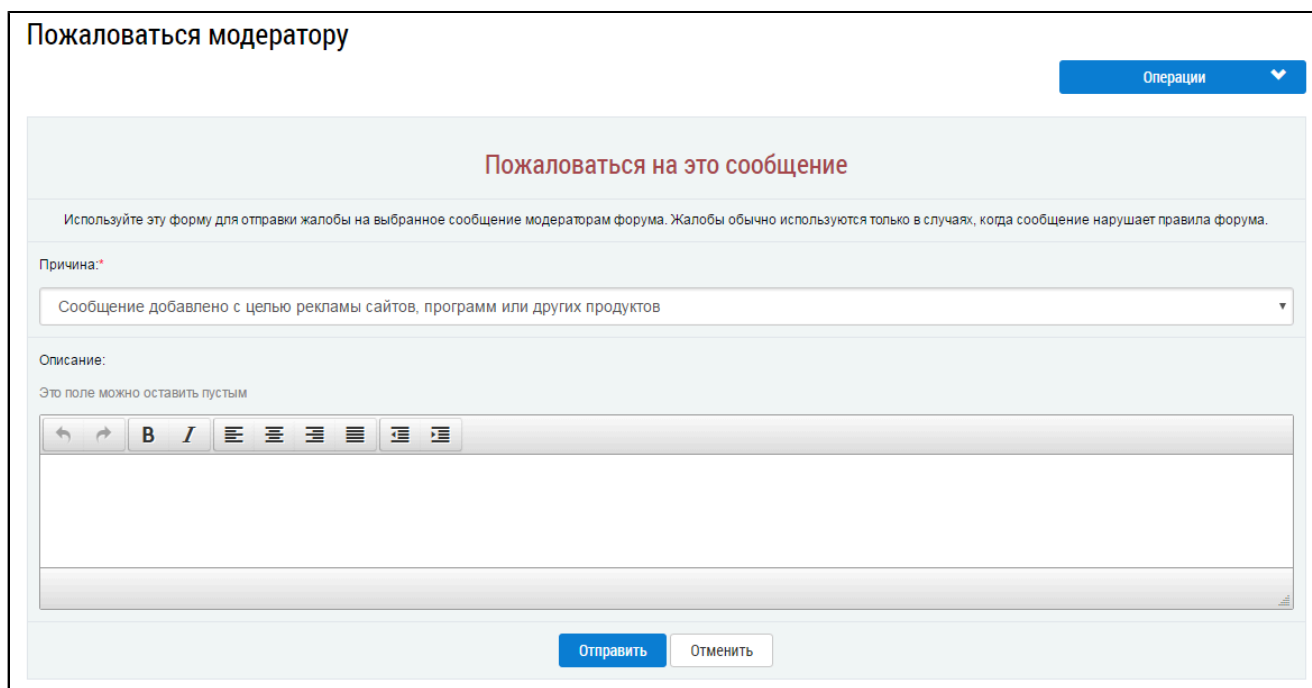 Пожаловаться модератору
Операции
Пожаловаться на это сообщение
Используйте эту форму для отправки жалобы на выбранное сообщение модераторам форума. Жалобы обычно используются только в случаях, когда сообщение нарушает правила форума.
Причина:*
Сообщение добавлено с целью рекламы сайтов, программ или других продуктов
Описание:
Это поле можно оставить пустым
B I
Отправить Отменить